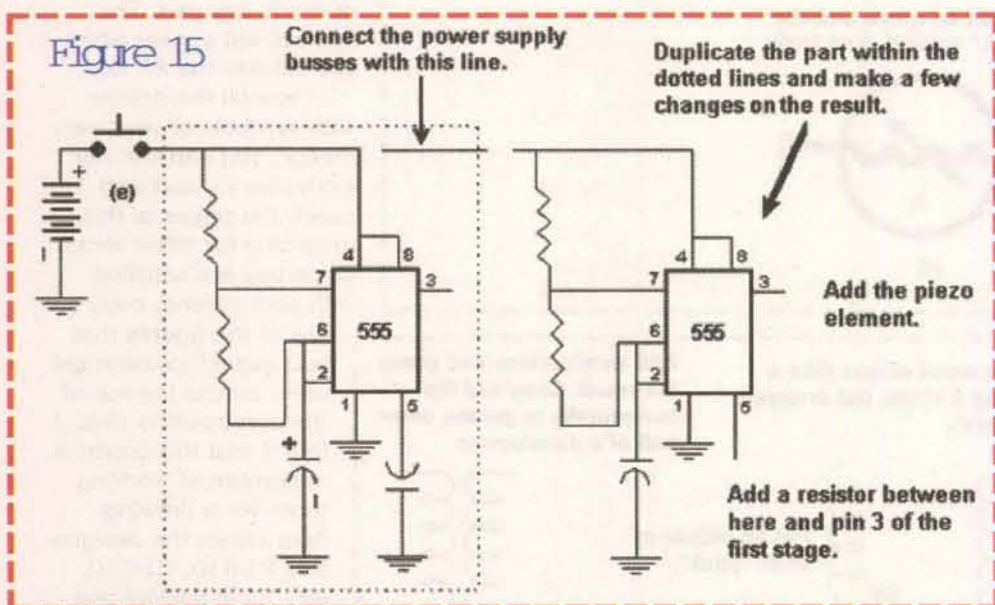 Figure 15
Connect the power supply
busses with this line.
Duplicate the part within the
dotted lines and make a few
changes on the result.
+
(e)
4
8
7
3
6
555
2
1
5
+
4
8
7
3
6
555
2
1
5
Add the piezo
element.
Add a resistor between
here and pin 3 of the
first stage.